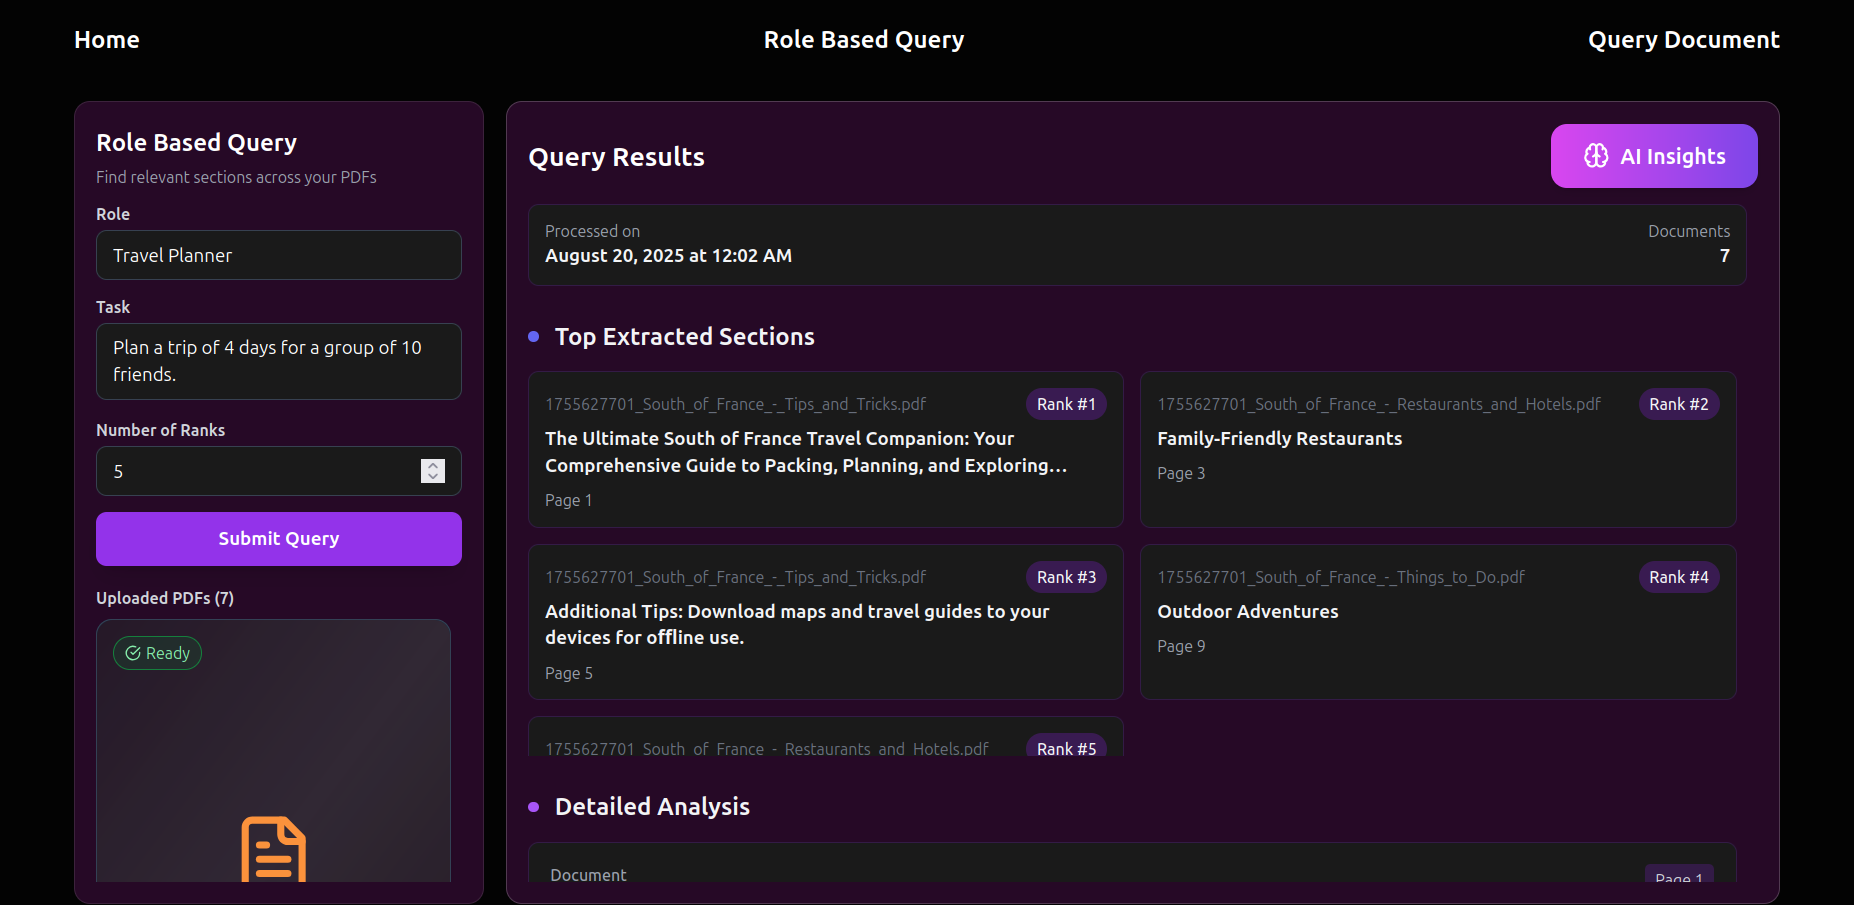 Home
Role Based Query
Query Document
Role Based Query
Find relevant sections across your PDFs
Role
Travel Planner
Task
Plan a trip of 4 days for a group of 10
friends.
Number of Ranks
5
Submit Query
Uploaded PDFs (7)
Ready
Query Results
AI Insights
Processed on
August 20, 2025 at 12:02 AM
Documents
7
Top Extracted Sections
1755627701_South_of_France_-_Tips_and_Tricks.pdf
Rank #1
The Ultimate South of France Travel Companion: Your
Comprehensive Guide to Packing, Planning, and Exploring...
Page 1
1755627701_South_of_France_-_Restaurants_and_Hotels.pdf
Rank #2
Family-Friendly Restaurants
Page 3
1755627701_South_of_France_-_Tips_and_Tricks.pdf
Rank #3
Additional Tips: Download maps and travel guides to your
devices for offline use.
Page 5
1755627701_South_of_France_-_Things_to_Do.pdf
Rank #4
Outdoor Adventures
Page 9
1755627701_South_of_France_-_Restaurants_and_Hotels.pdf
Rank #5
Detailed Analysis
Document
Page 1